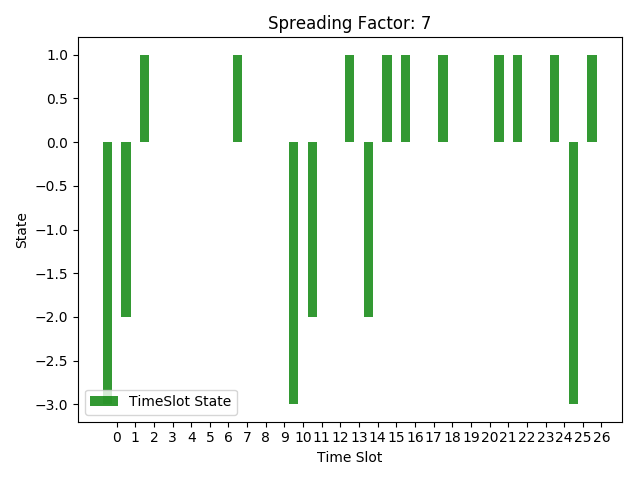 Spreading Factor: 7
1.0
0.5
0.0
−0.5
−1.0
−1.5
−2.0
−2.5
−3.0
State
TimeSlot State
0 1 2 3 4 5 6 7 8 9 10 11 12 13 14 15 16 17 18 19 20 21 22 23 24 25 26
Time Slot